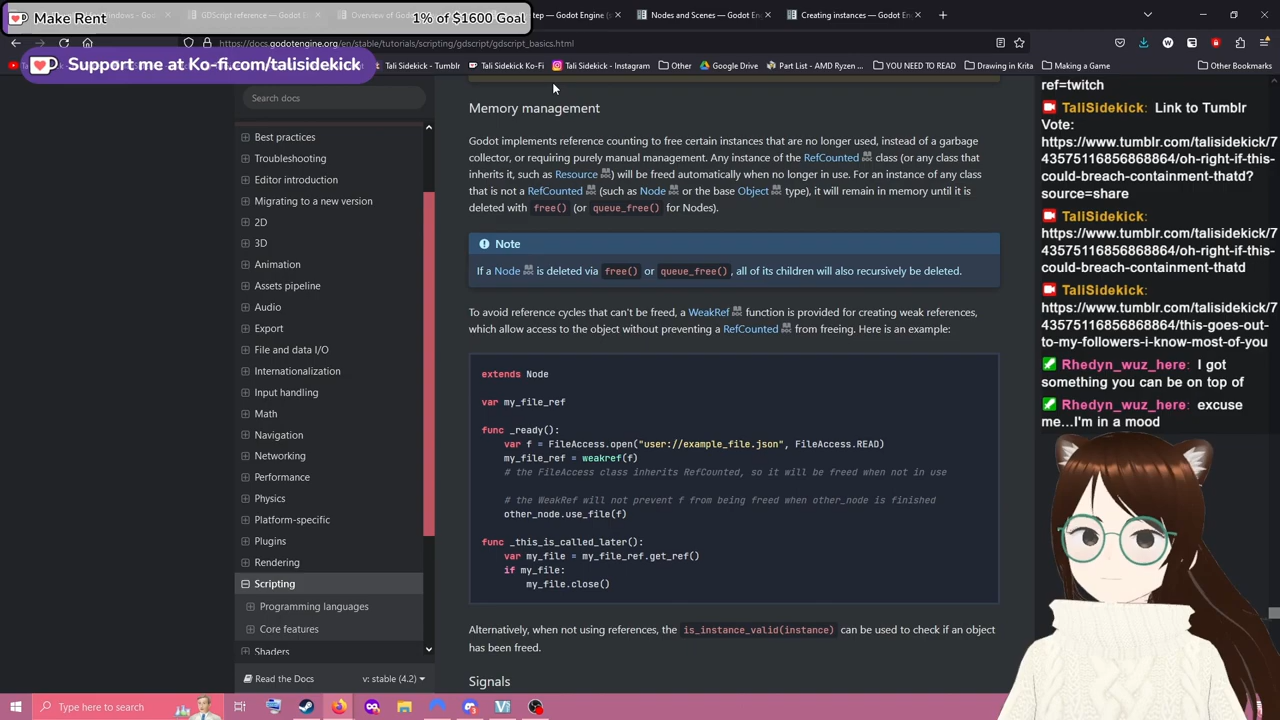 Make Rent
1% of $1600 Goal
GDScript reference — Godot
Overview of Godo
tep — Godot Engine (
Nodes and Scenes — Godot Eng
Creating instances — Godot Eng
https://docs.godotengine.org/en/stable/tutorials/scripting/gdscript/gdscript_basics.html
Support me at Ko-fi.com/talisidekick
Tali Sidekick - Tumblr
Tali Sidekick Ko-Fi
Tali Sidekick - Instagram
Other
Google Drive
Part List - AMD Ryzen
YOU NEED TO READ
Drawing in Krita
Making a Game
Other Bookmarks
Search docs
Best practices
Troubleshooting
Editor introduction
Migrating to a new version
2D
3D
Animation
Assets pipeline
Audio
Export
File and data I/O
Internationalization
Input handling
Math
Navigation
Networking
Performance
Physics
Platform-specific
Plugins
Rendering
Scripting
Programming languages
Core features
Shaders
Read the Docs
v: stable (4.2)
Memory management
Godot implements reference counting to free certain instances that are no longer used, instead of a garbage
collector, or requiring purely manual management. Any instance of the RefCounted class (or any class that
inherits it, such as Resource) will be freed automatically when no longer in use. For an instance of any class
that is not a RefCounted (such as Node or the base Object type), it will remain in memory until it is
deleted with free() (or queue_free() for Nodes).
Note
If a Node is deleted via free() or queue_free(), all of its children will also recursively be deleted.
To avoid reference cycles that can't be freed, a WeakRef function is provided for creating weak references,
which allow access to the object without preventing a RefCounted from freeing. Here is an example:
extends Node
var my_file_ref
func _ready():
var f = FileAccess.open("user://example_file.json", FileAccess.READ)
my_file_ref = weakref(f)
# the FileAccess class inherits RefCounted, so it will be freed when not in use
# the WeakRef will not prevent f from being freed when other_node is finished
other_node.use_file(f)
func _this_is_called_later():
var my_file = my_file_ref.get_ref()
if my_file:
my_file.close()
Alternatively, when not using references, the is_instance_valid(instance) can be used to check if an object
has been freed.
Signals
ref=twitch
TaliSidekick: Link to Tumblr
Vote:
https://www.tumblr.com/talisidekick/7
43575116856868864/oh-right-if-this-
could-breach-containment-thatd?
source=share
TaliSidekick:
https://www.tumblr.com/talisidekick/7
43575116856868864/oh-right-if-this-
could-breach-containment-thatd
TaliSidekick:
https://www.tumblr.com/talisidekick/7
43575116856868864/this-goes-out-
to-my-followers-i-know-most-of-you
Rhedyn_wuz_here: I got
something you can be on top of
Rhedyn_wuz_here: excuse
me...I'm in a mood
Type here to search